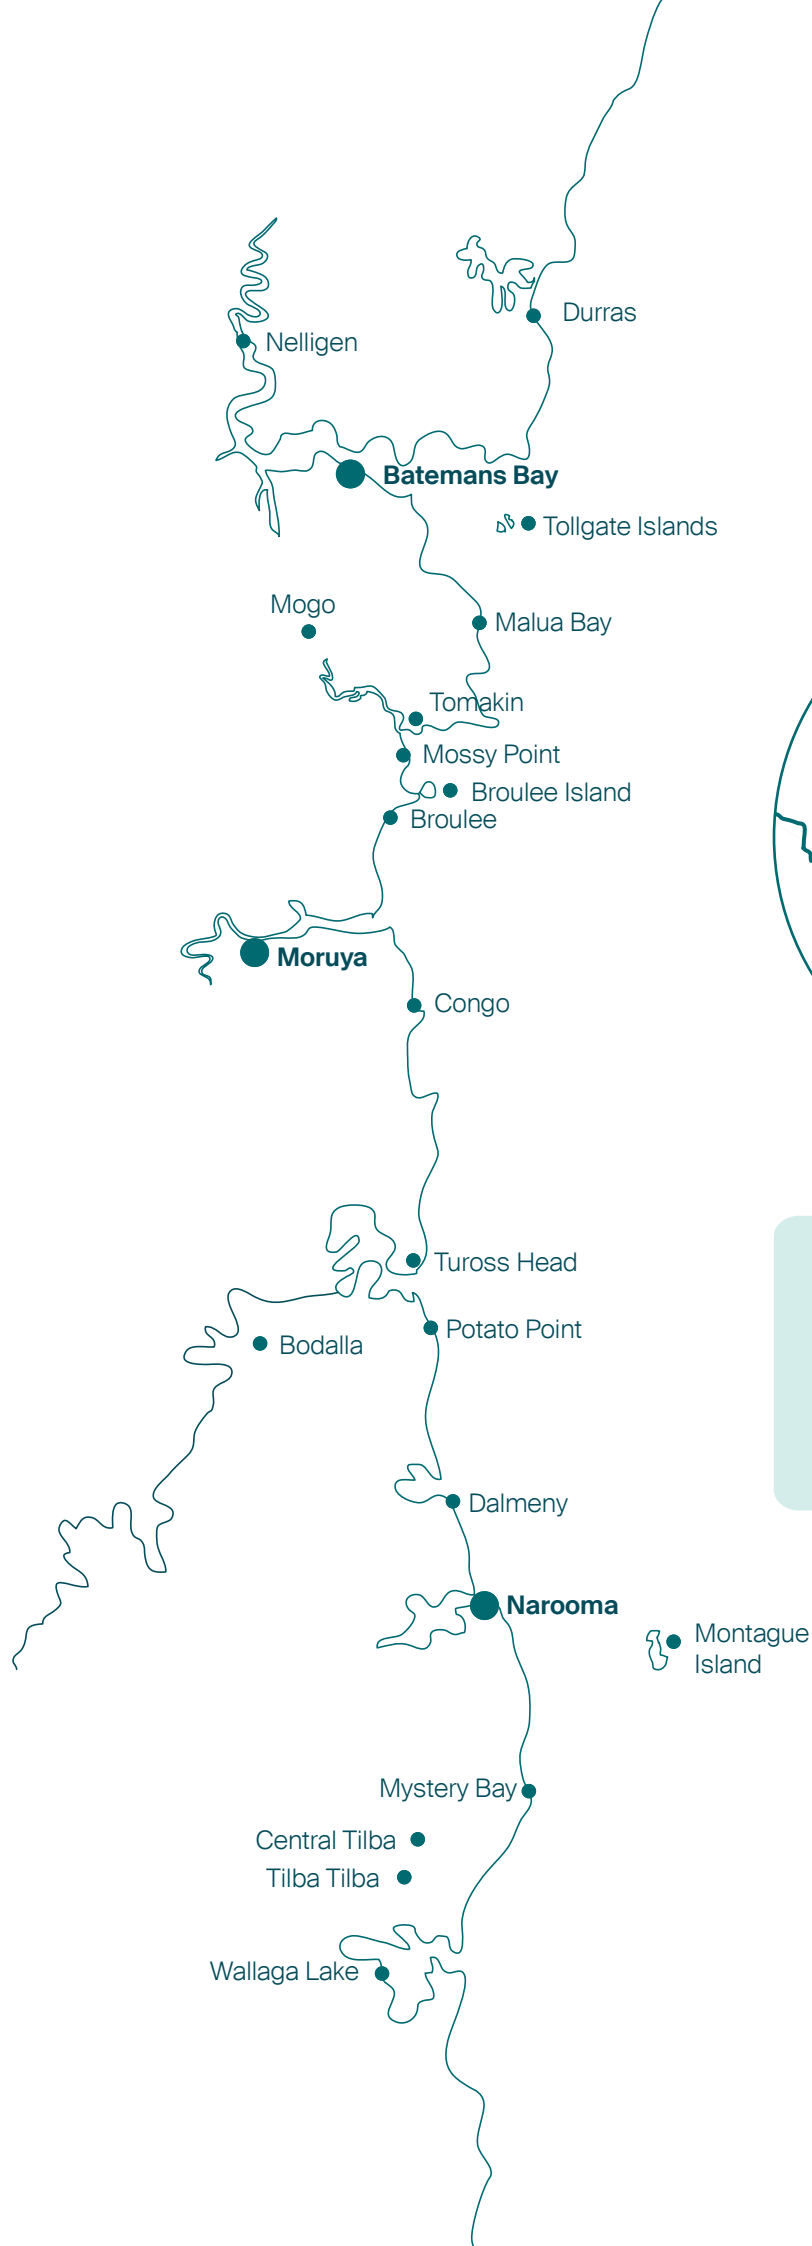 Durras
Nelligen
Batemans Bay
Tollgate Islands
Mogo
Malua Bay
Tomakin
Mossy Point
Broulee Island
Broulee
Moruya
Congo
Tuross Head
Potato Point
Bodalla
Dalmeny
Narooma
Montague
Island
Mystery Bay
Central Tilba
Tilba Tilba
Wallaga Lake